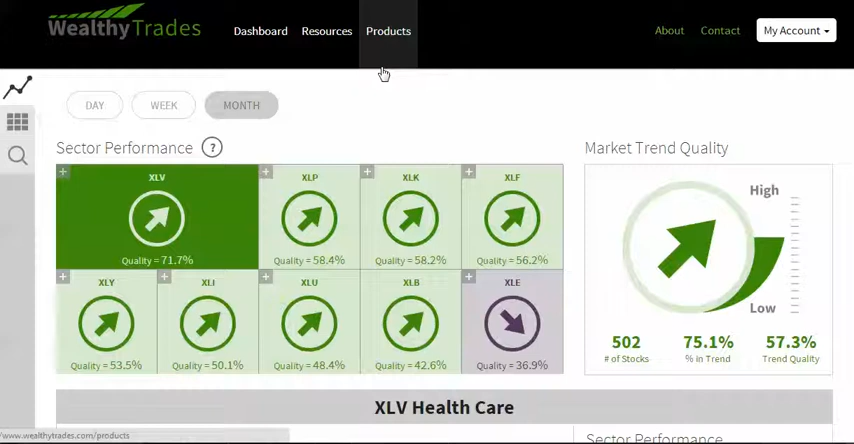 WealthyTrades
Dashboard Resources Products
About Contact My Account
DAY WEEK MONTH
Sector Performance ?
Market Trend Quality
+ XLV + XLP + XLK + XLF
Quality = 71.7% Quality = 58.4% Quality = 58.2% Quality = 56.2%
+ XLY + XLI + XLU + XLB + XLE
Quality = 53.5% Quality = 50.1% Quality = 48.4% Quality = 42.6% Quality = 36.9%
High
Low
502 75.1% 57.3%
# of Stocks % in Trend Trend Quality
XLV Health Care
Sector Performance
/www.wealthytrades.com/products